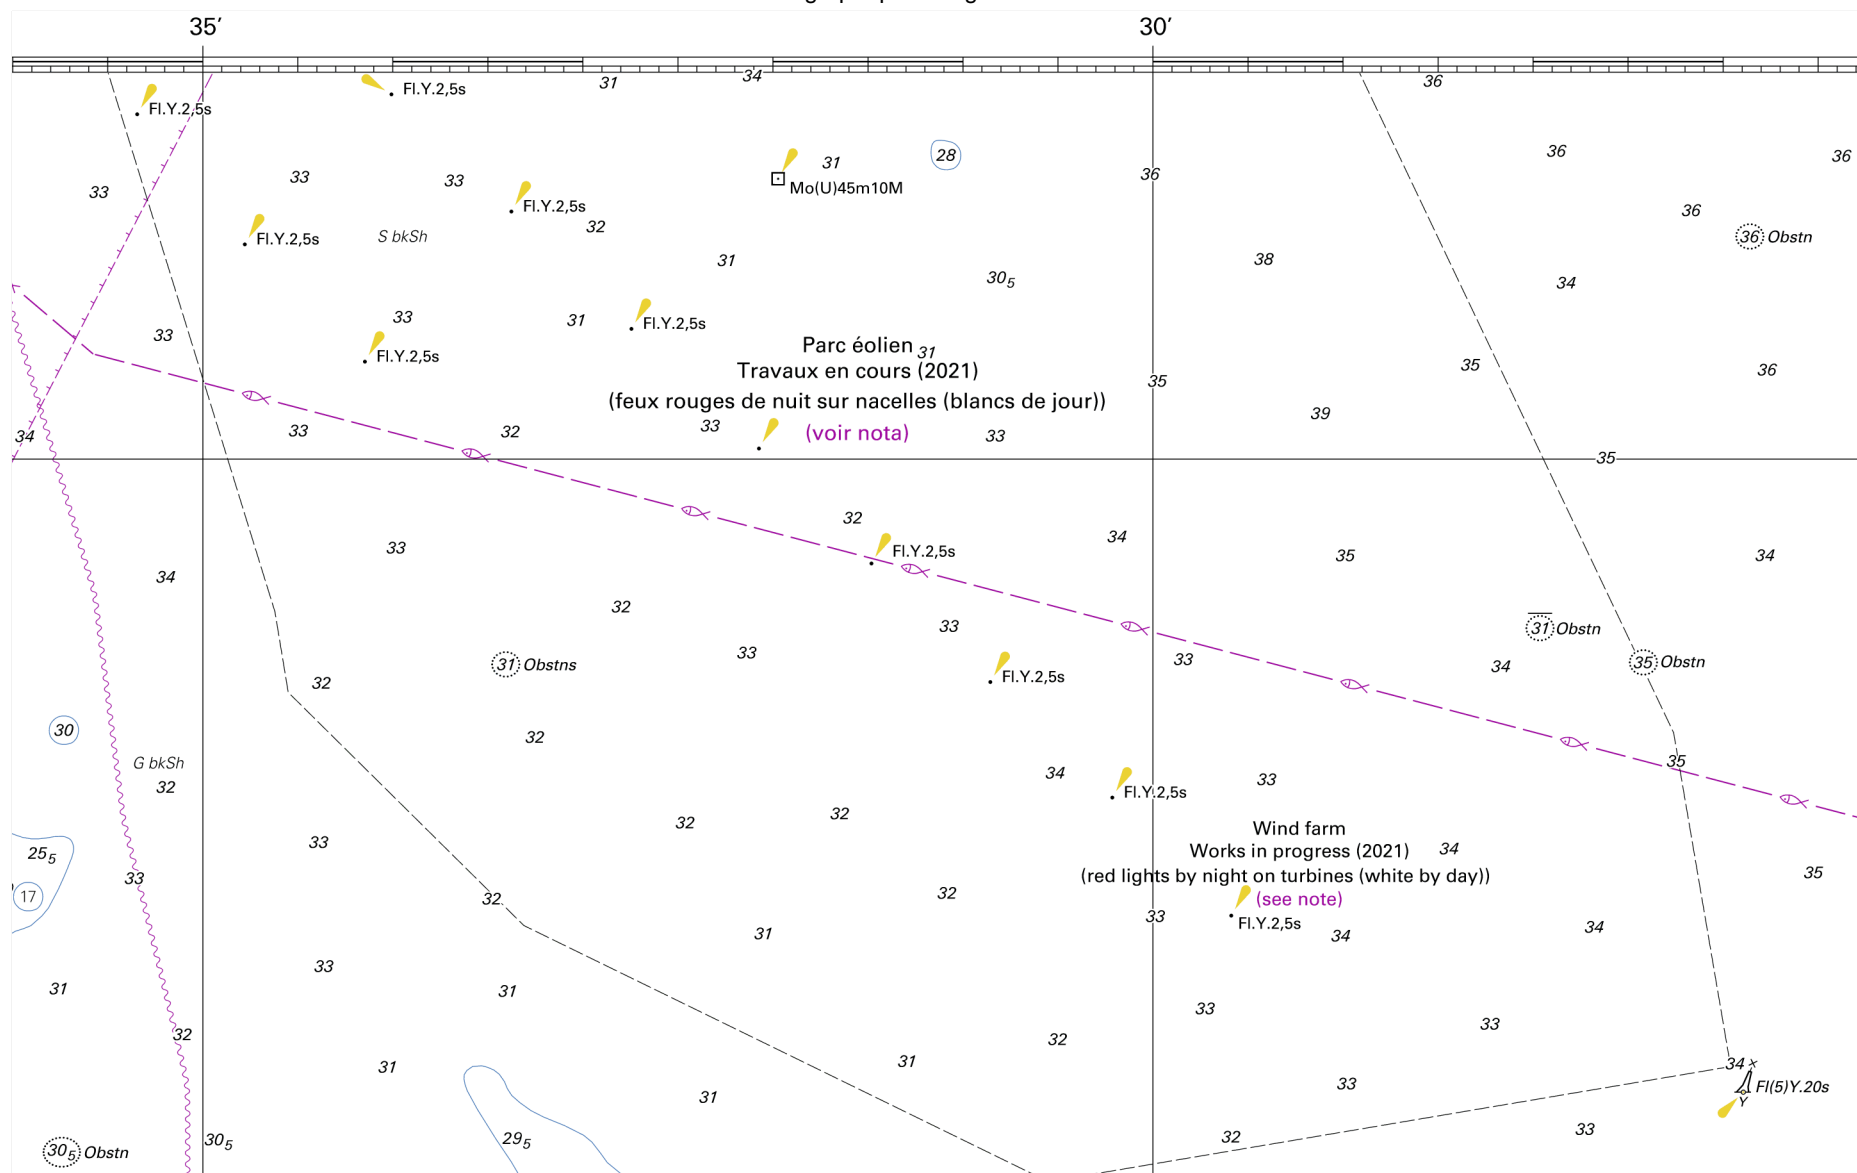 35′ 30′
31 34 36
Fl.Y.2,5s Fl.Y.2,5s
33 33 33 31 28 36 36 36
Mo(U)45m10M
Fl.Y.2,5s 32 36
Fl.Y.2,5s S bkSh 36 Obstn
31 30₅ 38 34
33 33 31 Fl.Y.2,5s
Fl.Y.2,5s
Parc éolien 31
Travaux en cours (2021)
35 35 36
(feux rouges de nuit sur nacelles (blancs de jour))
39
34 33 32 33 (voir nota) 33
35
32 34
33 Fl.Y.2,5s 35 34
34
32 33 31 Obstn
31 Obstns 33 33 34 35 Obstn
32 Fl.Y.2,5s
30 32
G bkSh 34 33 35
32 Fl.Y.2,5s
32 32
Wind farm
33 Works in progress (2021) 34
25₅
33 (red lights by night on turbines (white by day)) 35
17 32 32 (see note)
33 Fl.Y.2,5s
31 34 34
33
31 31 33 33
32 32
31 31 34
33 Fl(5)Y.20s
31 Y
30₅ 29₅ 32 33
30₅ Obstn